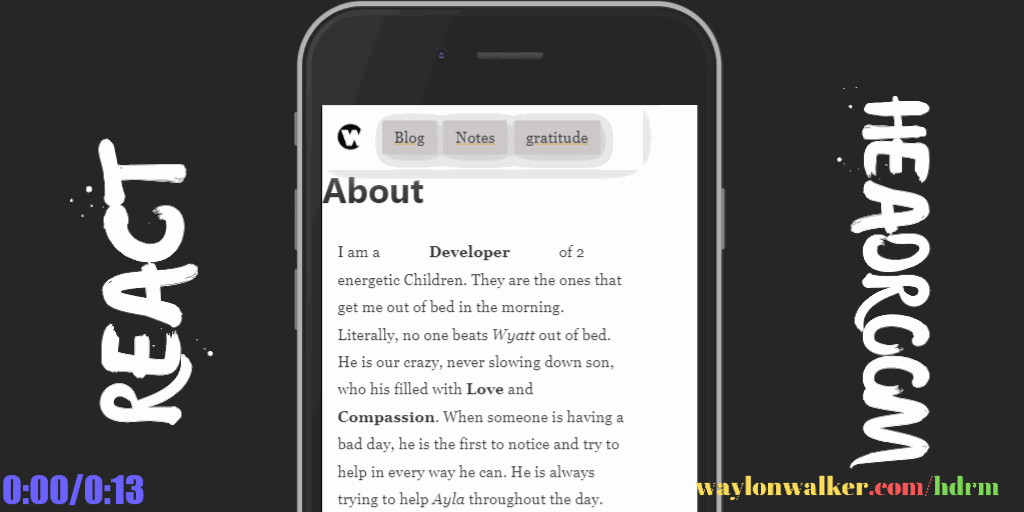 REACT
Blog Notes gratitude
About
I am a Developer of 2
energetic Children. They are the ones that
get me out of bed in the morning.
Literally, no one beats Wyatt out of bed.
He is our crazy, never slowing down son,
who his filled with Love and
Compassion. When someone is having a
bad day, he is the first to notice and try to
help in every way he can. He is always
trying to help Ayla throughout the day.
HEADROOM
0:00/0:13
waylonwalker.com/hdrm